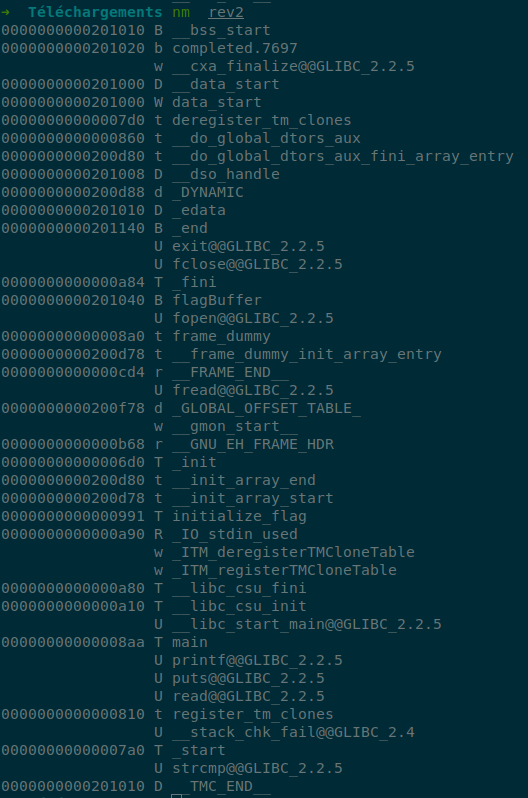 ➜ Téléchargements nm rev2
0000000000201010 B __bss_start
0000000000201020 b completed.7697
w __cxa_finalize@@GLIBC_2.2.5
0000000000201000 D __data_start
0000000000201000 W data_start
00000000000007d0 t deregister_tm_clones
0000000000000860 t __do_global_dtors_aux
0000000000200d80 t __do_global_dtors_aux_fini_array_entry
0000000000201008 D __dso_handle
0000000000200d88 d _DYNAMIC
0000000000201010 D _edata
0000000000201140 B _end
U exit@@GLIBC_2.2.5
U fclose@@GLIBC_2.2.5
0000000000000a84 T _fini
0000000000201040 B flagBuffer
U fopen@@GLIBC_2.2.5
00000000000008a0 t frame_dummy
0000000000200d78 t __frame_dummy_init_array_entry
0000000000000cd4 r __FRAME_END__
U fread@@GLIBC_2.2.5
0000000000200f78 d _GLOBAL_OFFSET_TABLE_
w __gmon_start__
0000000000000b68 r __GNU_EH_FRAME_HDR
00000000000006d0 T _init
0000000000200d80 t __init_array_end
0000000000200d78 t __init_array_start
0000000000000991 T initialize_flag
0000000000000a90 R _IO_stdin_used
w _ITM_deregisterTMCloneTable
w _ITM_registerTMCloneTable
0000000000000a80 T __libc_csu_fini
0000000000000a10 T __libc_csu_init
U __libc_start_main@@GLIBC_2.2.5
00000000000008aa T main
U printf@@GLIBC_2.2.5
U puts@@GLIBC_2.2.5
U read@@GLIBC_2.2.5
0000000000000810 t register_tm_clones
U __stack_chk_fail@@GLIBC_2.4
00000000000007a0 T _start
U strcmp@@GLIBC_2.2.5
0000000000201010 D __TMC_END__